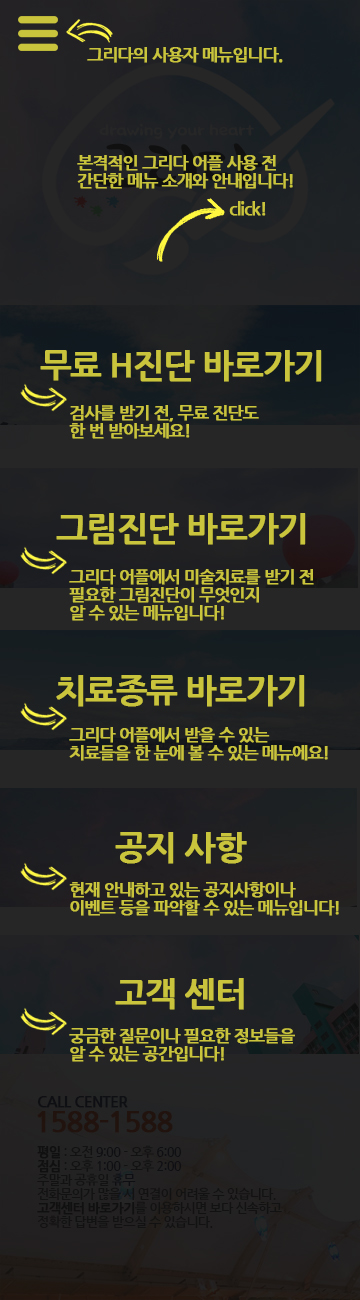 그리다의 사용자 메뉴입니다.
drawing your heart
그리다
본격적인 그리다 어플 사용 전
간단한 메뉴 소개와 안내입니다!
click!
무료 H진단 바로가기
검사를 받기 전, 무료 진단도
한 번 받아보세요!
그림진단 바로가기
그리다 어플에서 미술치료를 받기 전
필요한 그림진단이 무엇인지
알 수 있는 메뉴입니다!
치료종류 바로가기
그리다 어플에서 받을 수 있는
치료들을 한 눈에 볼 수 있는 메뉴에요!
공지 사항
현재 안내하고 있는 공지사항이나
이벤트 등을 파악할 수 있는 메뉴입니다!
고객 센터
궁금한 질문이나 필요한 정보들을
알 수 있는 공간입니다!
CALL CENTER
1588-1588
평일 : 오전 9:00 - 오후 6:00
점심 : 오후 1:00 - 오후 2:00
주말과 공휴일 휴무
전화문의가 많을 시 연결이 어려울 수 있습니다.
고객센터 바로가기를 이용하시면 보다 신속하고
정확한 답변을 받으실 수 있습니다.